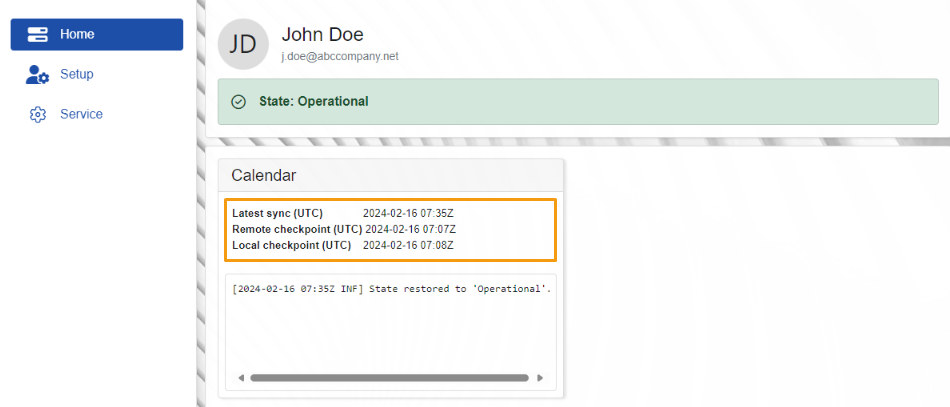 Home
Setup
Service
JD
John Doe
j.doe@abccompany.net
State: Operational
Calendar
Latest sync (UTC) 2024-02-16 07:35Z
Remote checkpoint (UTC) 2024-02-16 07:07Z
Local checkpoint (UTC) 2024-02-16 07:08Z
[2024-02-16 07:35Z INF] State restored to 'Operational'.